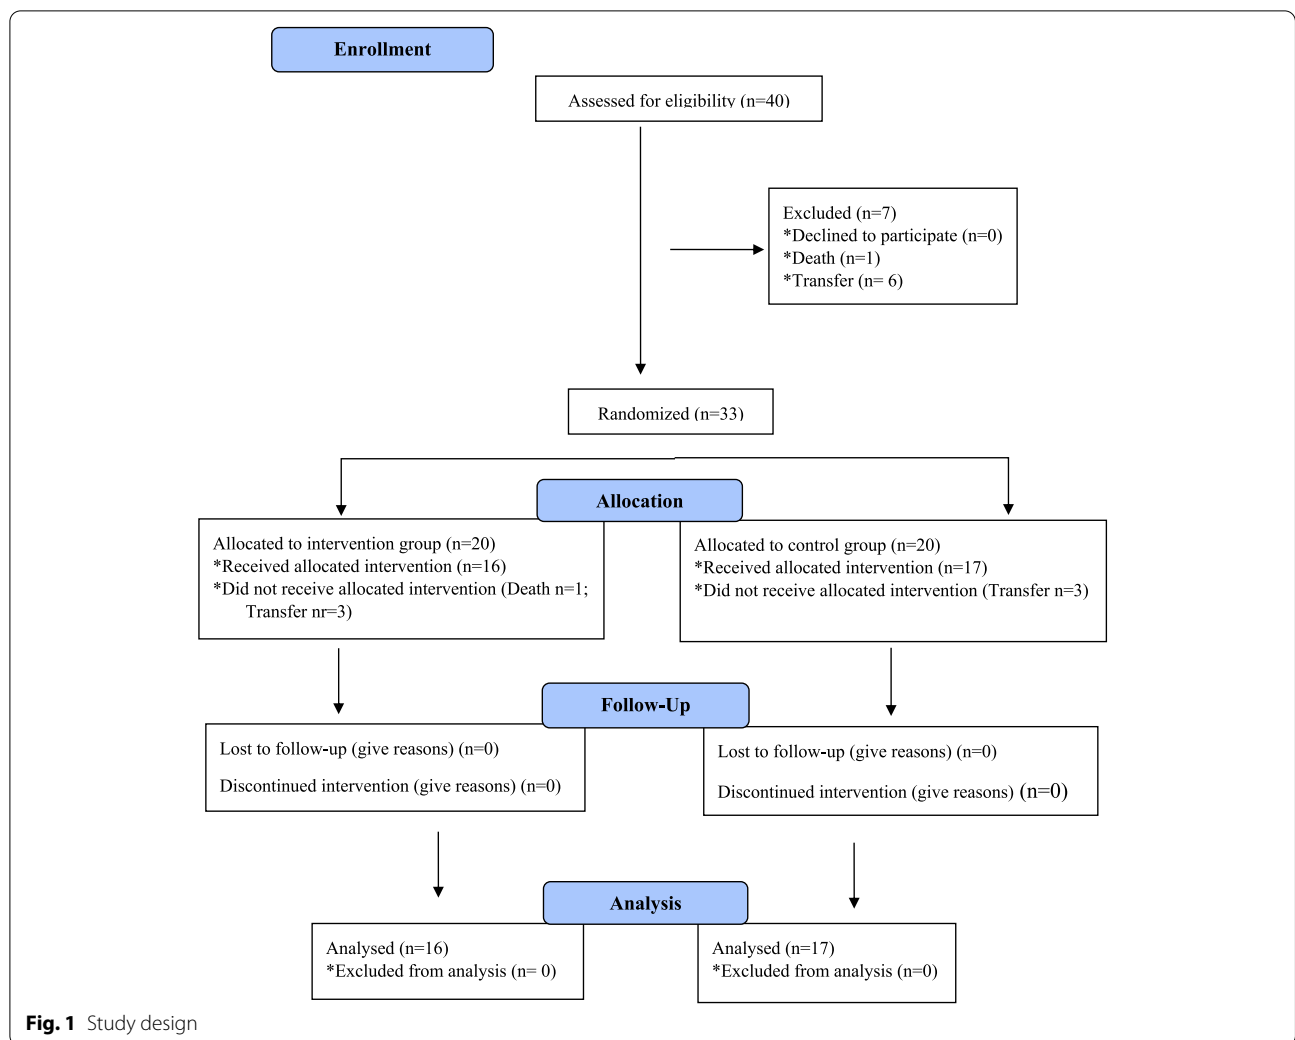 Enrollment
Assessed for eligibility (n=40)
Excluded (n=7)
*Declined to participate (n=0)
*Death (n=1)
*Transfer (n= 6)
Randomized (n=33)
Allocation
Allocated to intervention group (n=20)
*Received allocated intervention (n=16)
*Did not receive allocated intervention (Death n=1;
Transfer nr=3)
Allocated to control group (n=20)
*Received allocated intervention (n=17)
*Did not receive allocated intervention (Transfer n=3)
Follow-Up
Lost to follow-up (give reasons) (n=0)
Discontinued intervention (give reasons) (n=0)
Lost to follow-up (give reasons) (n=0)
Discontinued intervention (give reasons) (n=0)
Analysis
Analysed (n=16)
*Excluded from analysis (n= 0)
Analysed (n=17)
*Excluded from analysis (n=0)
Fig. 1 Study design